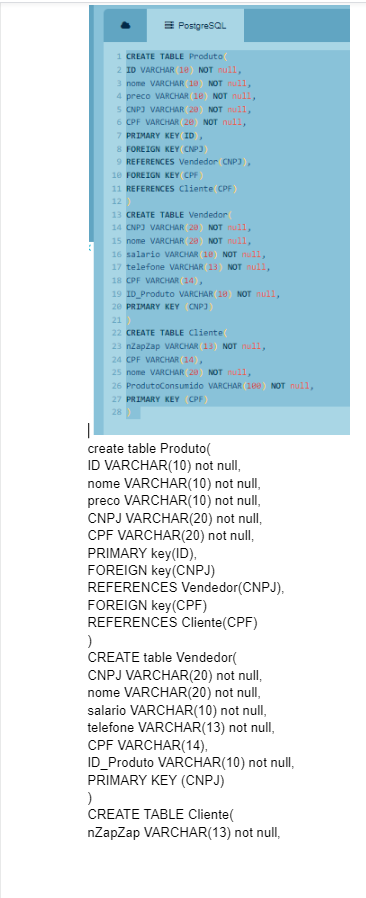 PostgreSQL
1 CREATE TABLE Produto(
2 ID VARCHAR(10) NOT null,
3 nome VARCHAR(10) NOT null,
4 preco VARCHAR(10) NOT null,
5 CNPJ VARCHAR(20) NOT null,
6 CPF VARCHAR(20) NOT null,
7 PRIMARY KEY(ID),
8 FOREIGN KEY(CNPJ)
9 REFERENCES Vendedor(CNPJ),
10 FOREIGN KEY(CPF)
11 REFERENCES Cliente(CPF)
12 )
13 CREATE TABLE Vendedor(
14 CNPJ VARCHAR(20) NOT null,
15 nome VARCHAR(20) NOT null,
16 salario VARCHAR(10) NOT null,
17 telefone VARCHAR(13) NOT null,
18 CPF VARCHAR(14),
19 ID_Produto VARCHAR(10) NOT null,
20 PRIMARY KEY (CNPJ)
21 )
22 CREATE TABLE Cliente(
23 nZapZap VARCHAR(13) NOT null,
24 CPF VARCHAR(14),
25 nome VARCHAR(20) NOT null,
26 ProdutoConsumido VARCHAR(100) NOT null,
27 PRIMARY KEY (CPF)
28 )
create table Produto(
ID VARCHAR(10) not null,
nome VARCHAR(10) not null,
preco VARCHAR(10) not null,
CNPJ VARCHAR(20) not null,
CPF VARCHAR(20) not null,
PRIMARY key(ID),
FOREIGN key(CNPJ)
REFERENCES Vendedor(CNPJ),
FOREIGN key(CPF)
REFERENCES Cliente(CPF)
)
CREATE table Vendedor(
CNPJ VARCHAR(20) not null,
nome VARCHAR(20) not null,
salario VARCHAR(10) not null,
telefone VARCHAR(13) not null,
CPF VARCHAR(14),
ID_Produto VARCHAR(10) not null,
PRIMARY KEY (CNPJ)
)
CREATE TABLE Cliente(
nZapZap VARCHAR(13) not null,